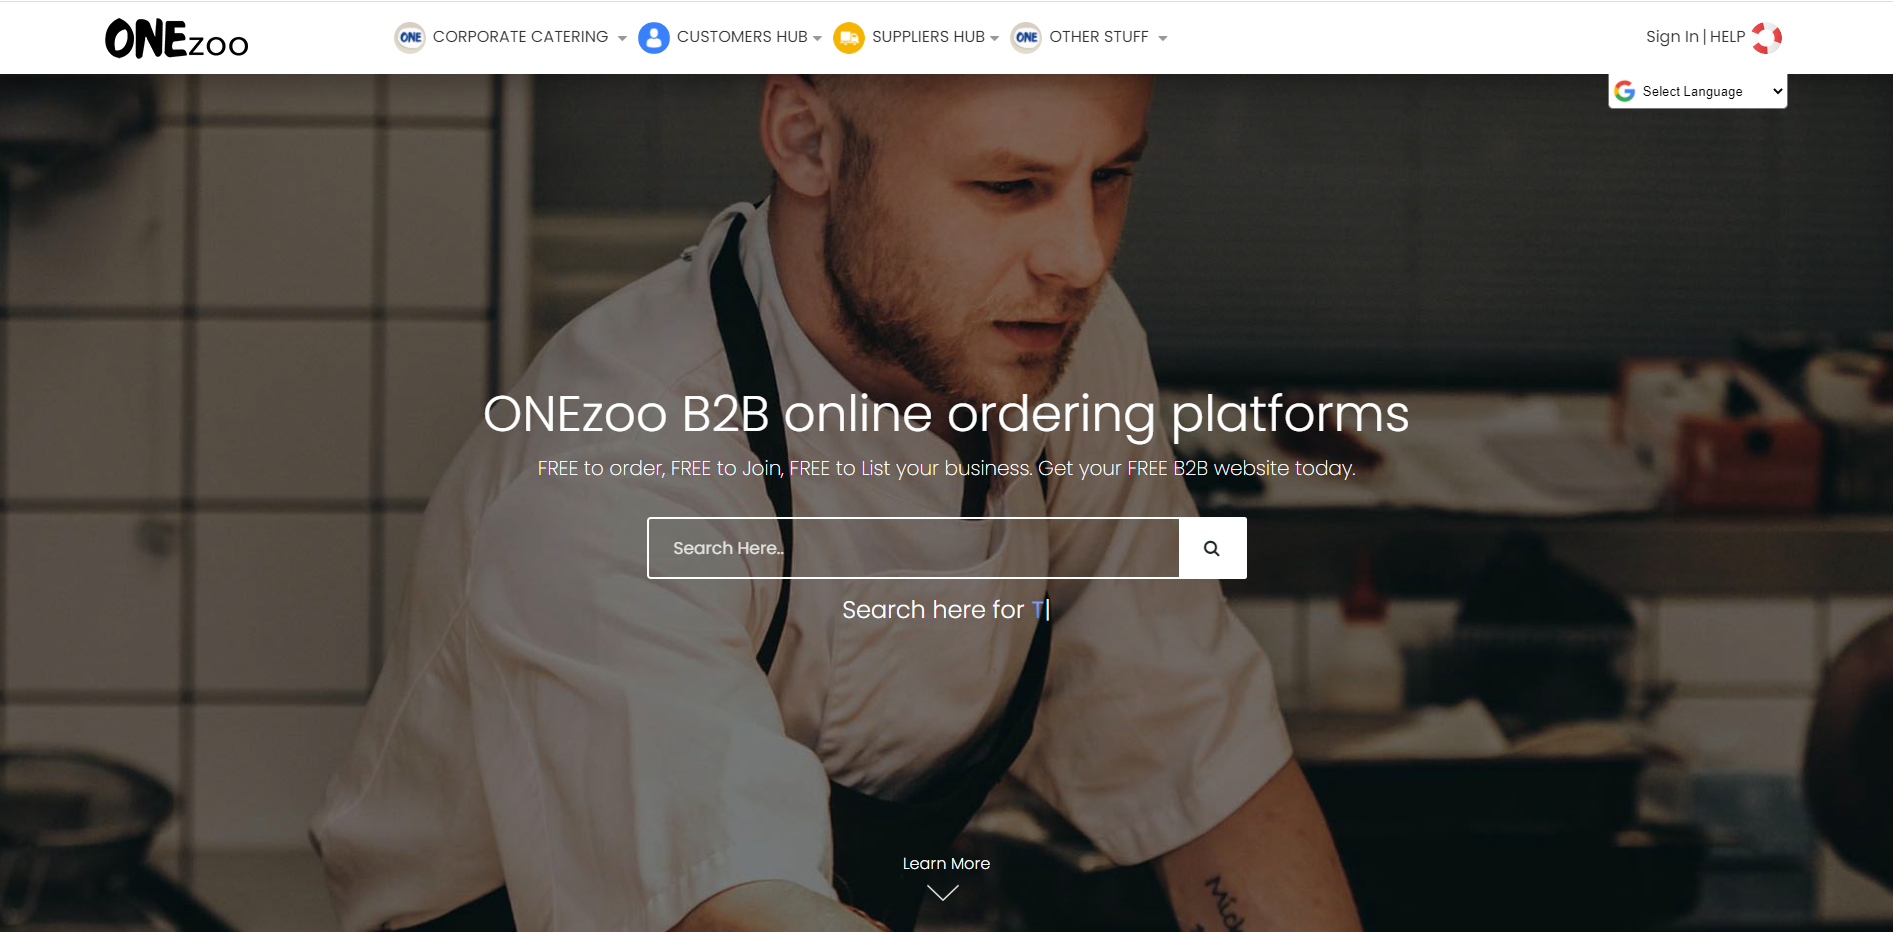 ONEzoo
ONE CORPORATE CATERING
CUSTOMERS HUB
SUPPLIERS HUB
ONE OTHER STUFF
Sign In | HELP
Select Language
ONEzoo B2B online ordering platforms
FREE to order, FREE to Join, FREE to List your business. Get your FREE B2B website today.
Search Here..
Search here for T|
Learn More